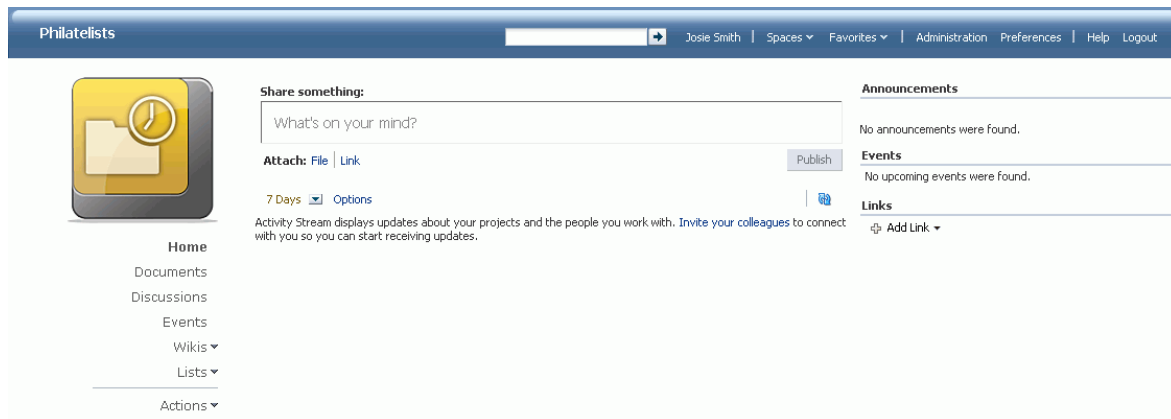 Philatelists
Josie Smith | Spaces Favorites | Administration Preferences | Help Logout
Home
Documents
Discussions
Events
Wikis
Lists
Actions
Share something:
What's on your mind?
Attach: File | Link
Publish
7 Days Options
Activity Stream displays updates about your projects and the people you work with. Invite your colleagues to connect
with you so you can start receiving updates.
Announcements
No announcements were found.
Events
No upcoming events were found.
Links
Add Link